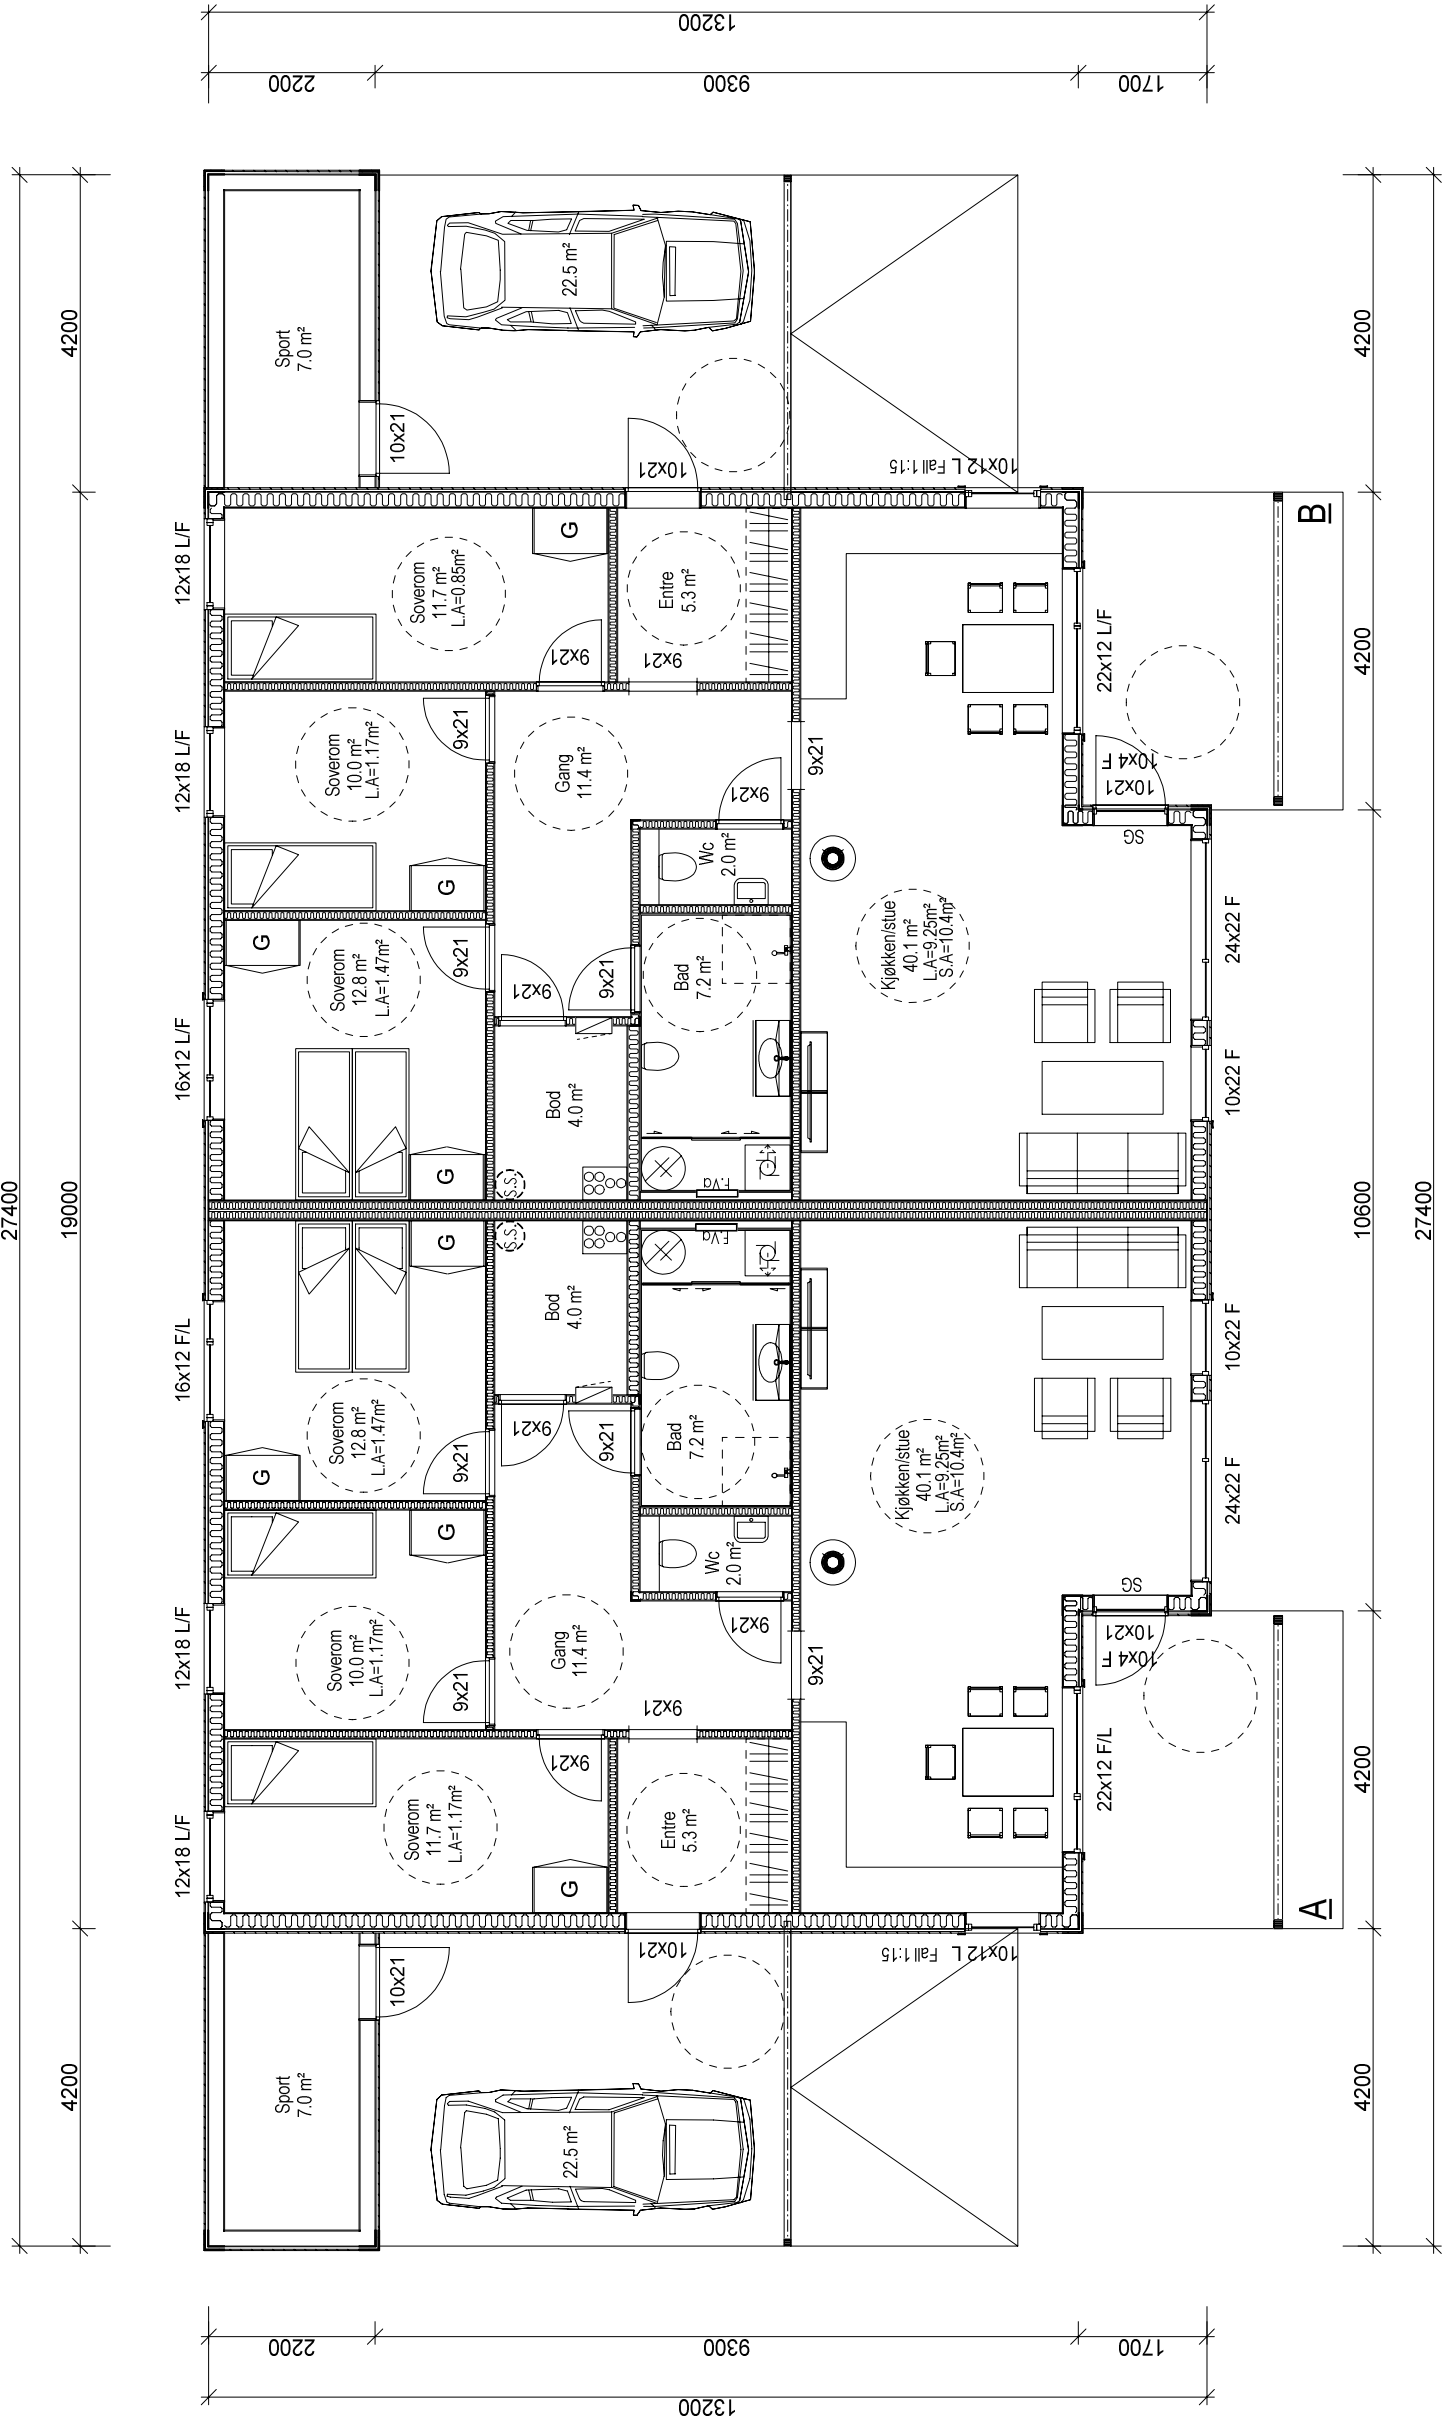 27400
4200
19000
4200
12x18 L/F
12x18 L/F
16x12 F/L
16x12 L/F
12x18 L/F
12x18 L/F
13200
2200
9300
1700
13200
2200
9300
1700
Sport
7.0 m²
10x21
22.5 m²
10x21
Fall 1:15
10x12 L
Soverom
11.7 m²
L.A=1.17m²
G
9x21
Entre
5.3 m²
9x21
Soverom
10.0 m²
L.A=1.17m²
G
9x21
Gang
11.4 m²
9x21
9x21
Wc
2.0 m²
Soverom
12.8 m²
L.A=1.47m²
G
G
9x21
9x21
9x21
Bad
7.2 m²
Bod
4.0 m²
S.S.
F.Va
Kjøkken/stue
40.1 m²
L.A=9.25m²
S.A=10.4m²
22x12 F/L
10x21
10x4 F
SG
24x22 F
10x22 F
A
Soverom
12.8 m²
L.A=1.47m²
G
G
9x21
Bod
4.0 m²
S.S.
F.Va
9x21
9x21
Bad
7.2 m²
Soverom
10.0 m²
L.A=1.17m²
G
9x21
Gang
11.4 m²
Wc
2.0 m²
9x21
9x21
Soverom
11.7 m²
L.A=0.85m²
G
9x21
Entre
5.3 m²
9x21
Kjøkken/stue
40.1 m²
L.A=9.25m²
S.A=10.4m²
10x22 F
24x22 F
SG
10x21
10x4 F
22x12 L/F
B
Sport
7.0 m²
10x21
22.5 m²
10x21
Fall 1:15
10x12 L
4200
4200
10600
4200
4200
27400